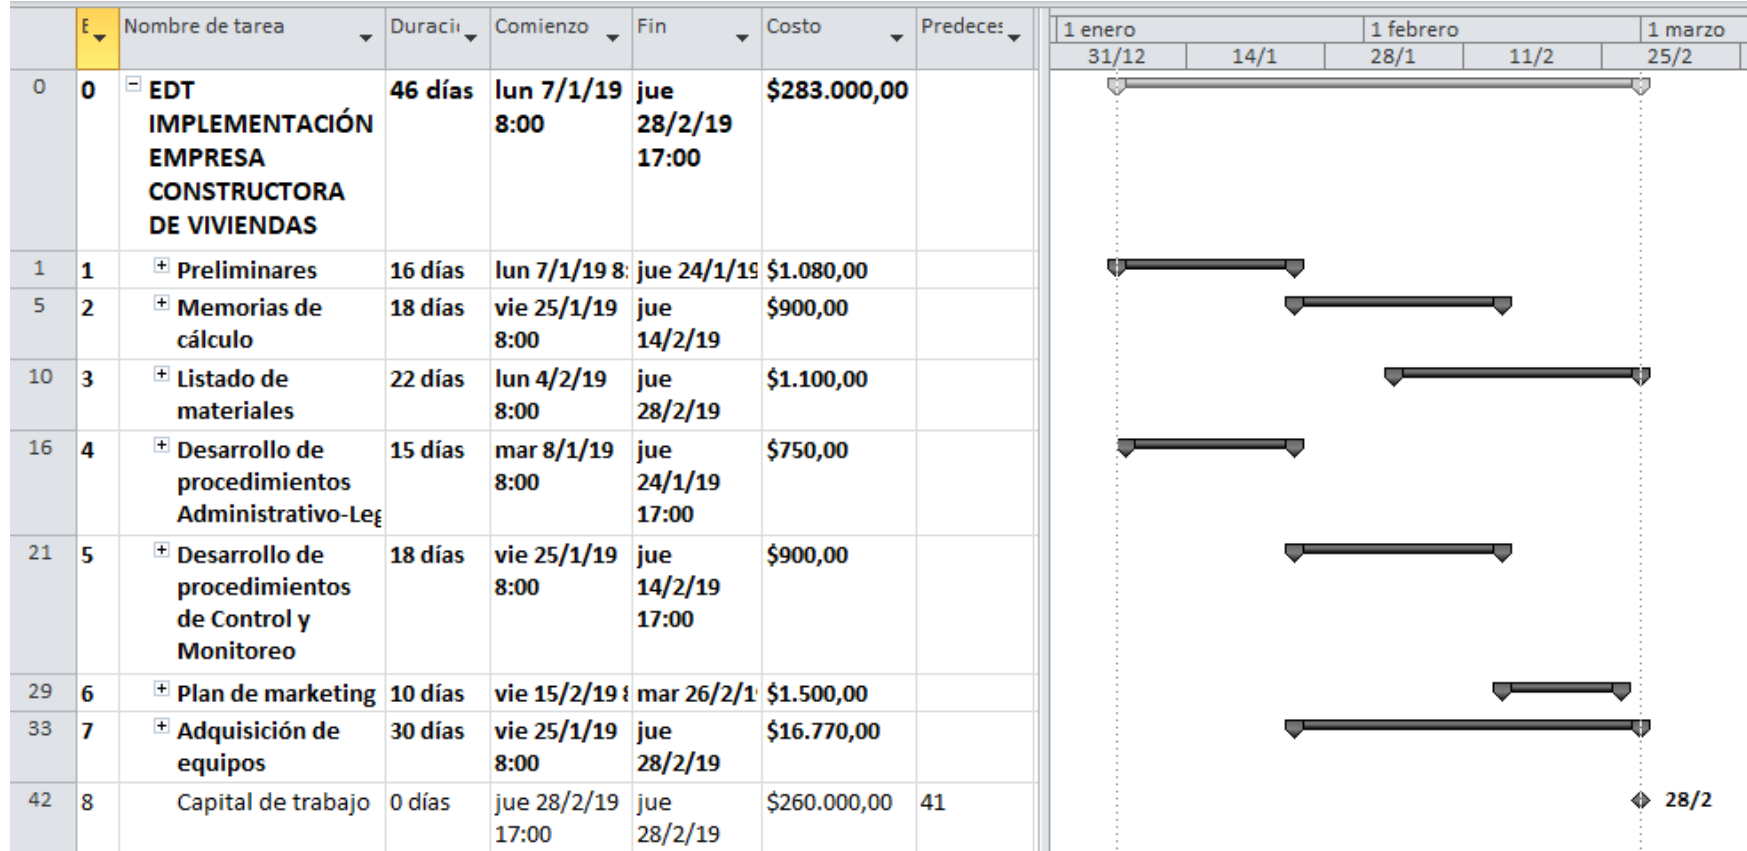 E Nombre de tarea Duració Comienzo Fin Costo Predeces 1 enero 1 febrero 1 marzo
31/12 14/1 28/1 11/2 25/2
0 0 EDT 46 días lun 7/1/19 jue $283.000,00
IMPLEMENTACIÓN 8:00 28/2/19
EMPRESA 17:00
CONSTRUCTORA
DE VIVIENDAS
1 1 Preliminares 16 días lun 7/1/19 8: jue 24/1/19 $1.080,00
5 2 Memorias de 18 días vie 25/1/19 jue $900,00
cálculo 8:00 14/2/19
10 3 Listado de 22 días lun 4/2/19 jue $1.100,00
materiales 8:00 28/2/19
16 4 Desarrollo de 15 días mar 8/1/19 jue $750,00
procedimientos 8:00 24/1/19
Administrativo-Leg 17:00
21 5 Desarrollo de 18 días vie 25/1/19 jue $900,00
procedimientos 8:00 14/2/19
de Control y 17:00
Monitoreo
29 6 Plan de marketing 10 días vie 15/2/19 8 mar 26/2/1 $1.500,00
33 7 Adquisición de 30 días vie 25/1/19 jue $16.770,00
equipos 8:00 28/2/19
42 8 Capital de trabajo 0 días jue 28/2/19 jue $260.000,00 41 28/2
17:00 28/2/19